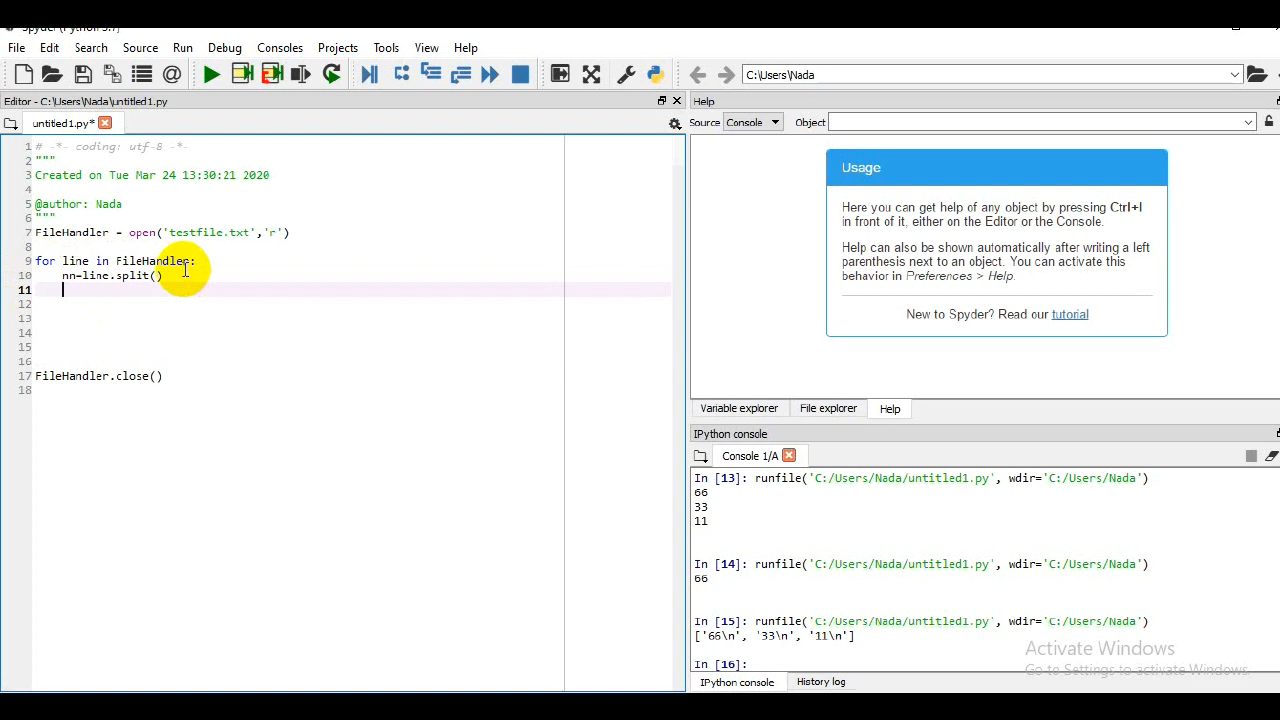 Spyder (Python 3.7)
File Edit Search Source Run Debug Consoles Projects Tools View Help
C:\Users\Nada
Editor - C:\Users\Nada\untitled1.py
Help
untitled1.py*
Source Console Object
1 # -*- coding: utf-8 -*-
2 """
3 Created on Tue Mar 24 13:30:21 2020
4
5 @author: Nada
6 """
7 FileHandler = open('testfile.txt','r')
8
9 for line in FileHandler:
10 nn=line.split()
11
12
13
14
15
16
17 FileHandler.close()
18
Usage
Here you can get help of any object by pressing Ctrl+I
in front of it, either on the Editor or the Console.
Help can also be shown automatically after writing a left
parenthesis next to an object. You can activate this
behavior in Preferences > Help.
New to Spyder? Read our tutorial
Variable explorer File explorer Help
IPython console
Console 1/A
In [13]: runfile('C:/Users/Nada/untitled1.py', wdir='C:/Users/Nada')
66
33
11
In [14]: runfile('C:/Users/Nada/untitled1.py', wdir='C:/Users/Nada')
66
In [15]: runfile('C:/Users/Nada/untitled1.py', wdir='C:/Users/Nada')
['66\n', '33\n', '11\n']
In [16]:
Activate Windows
Go to Settings to activate Windows.
IPython console History log